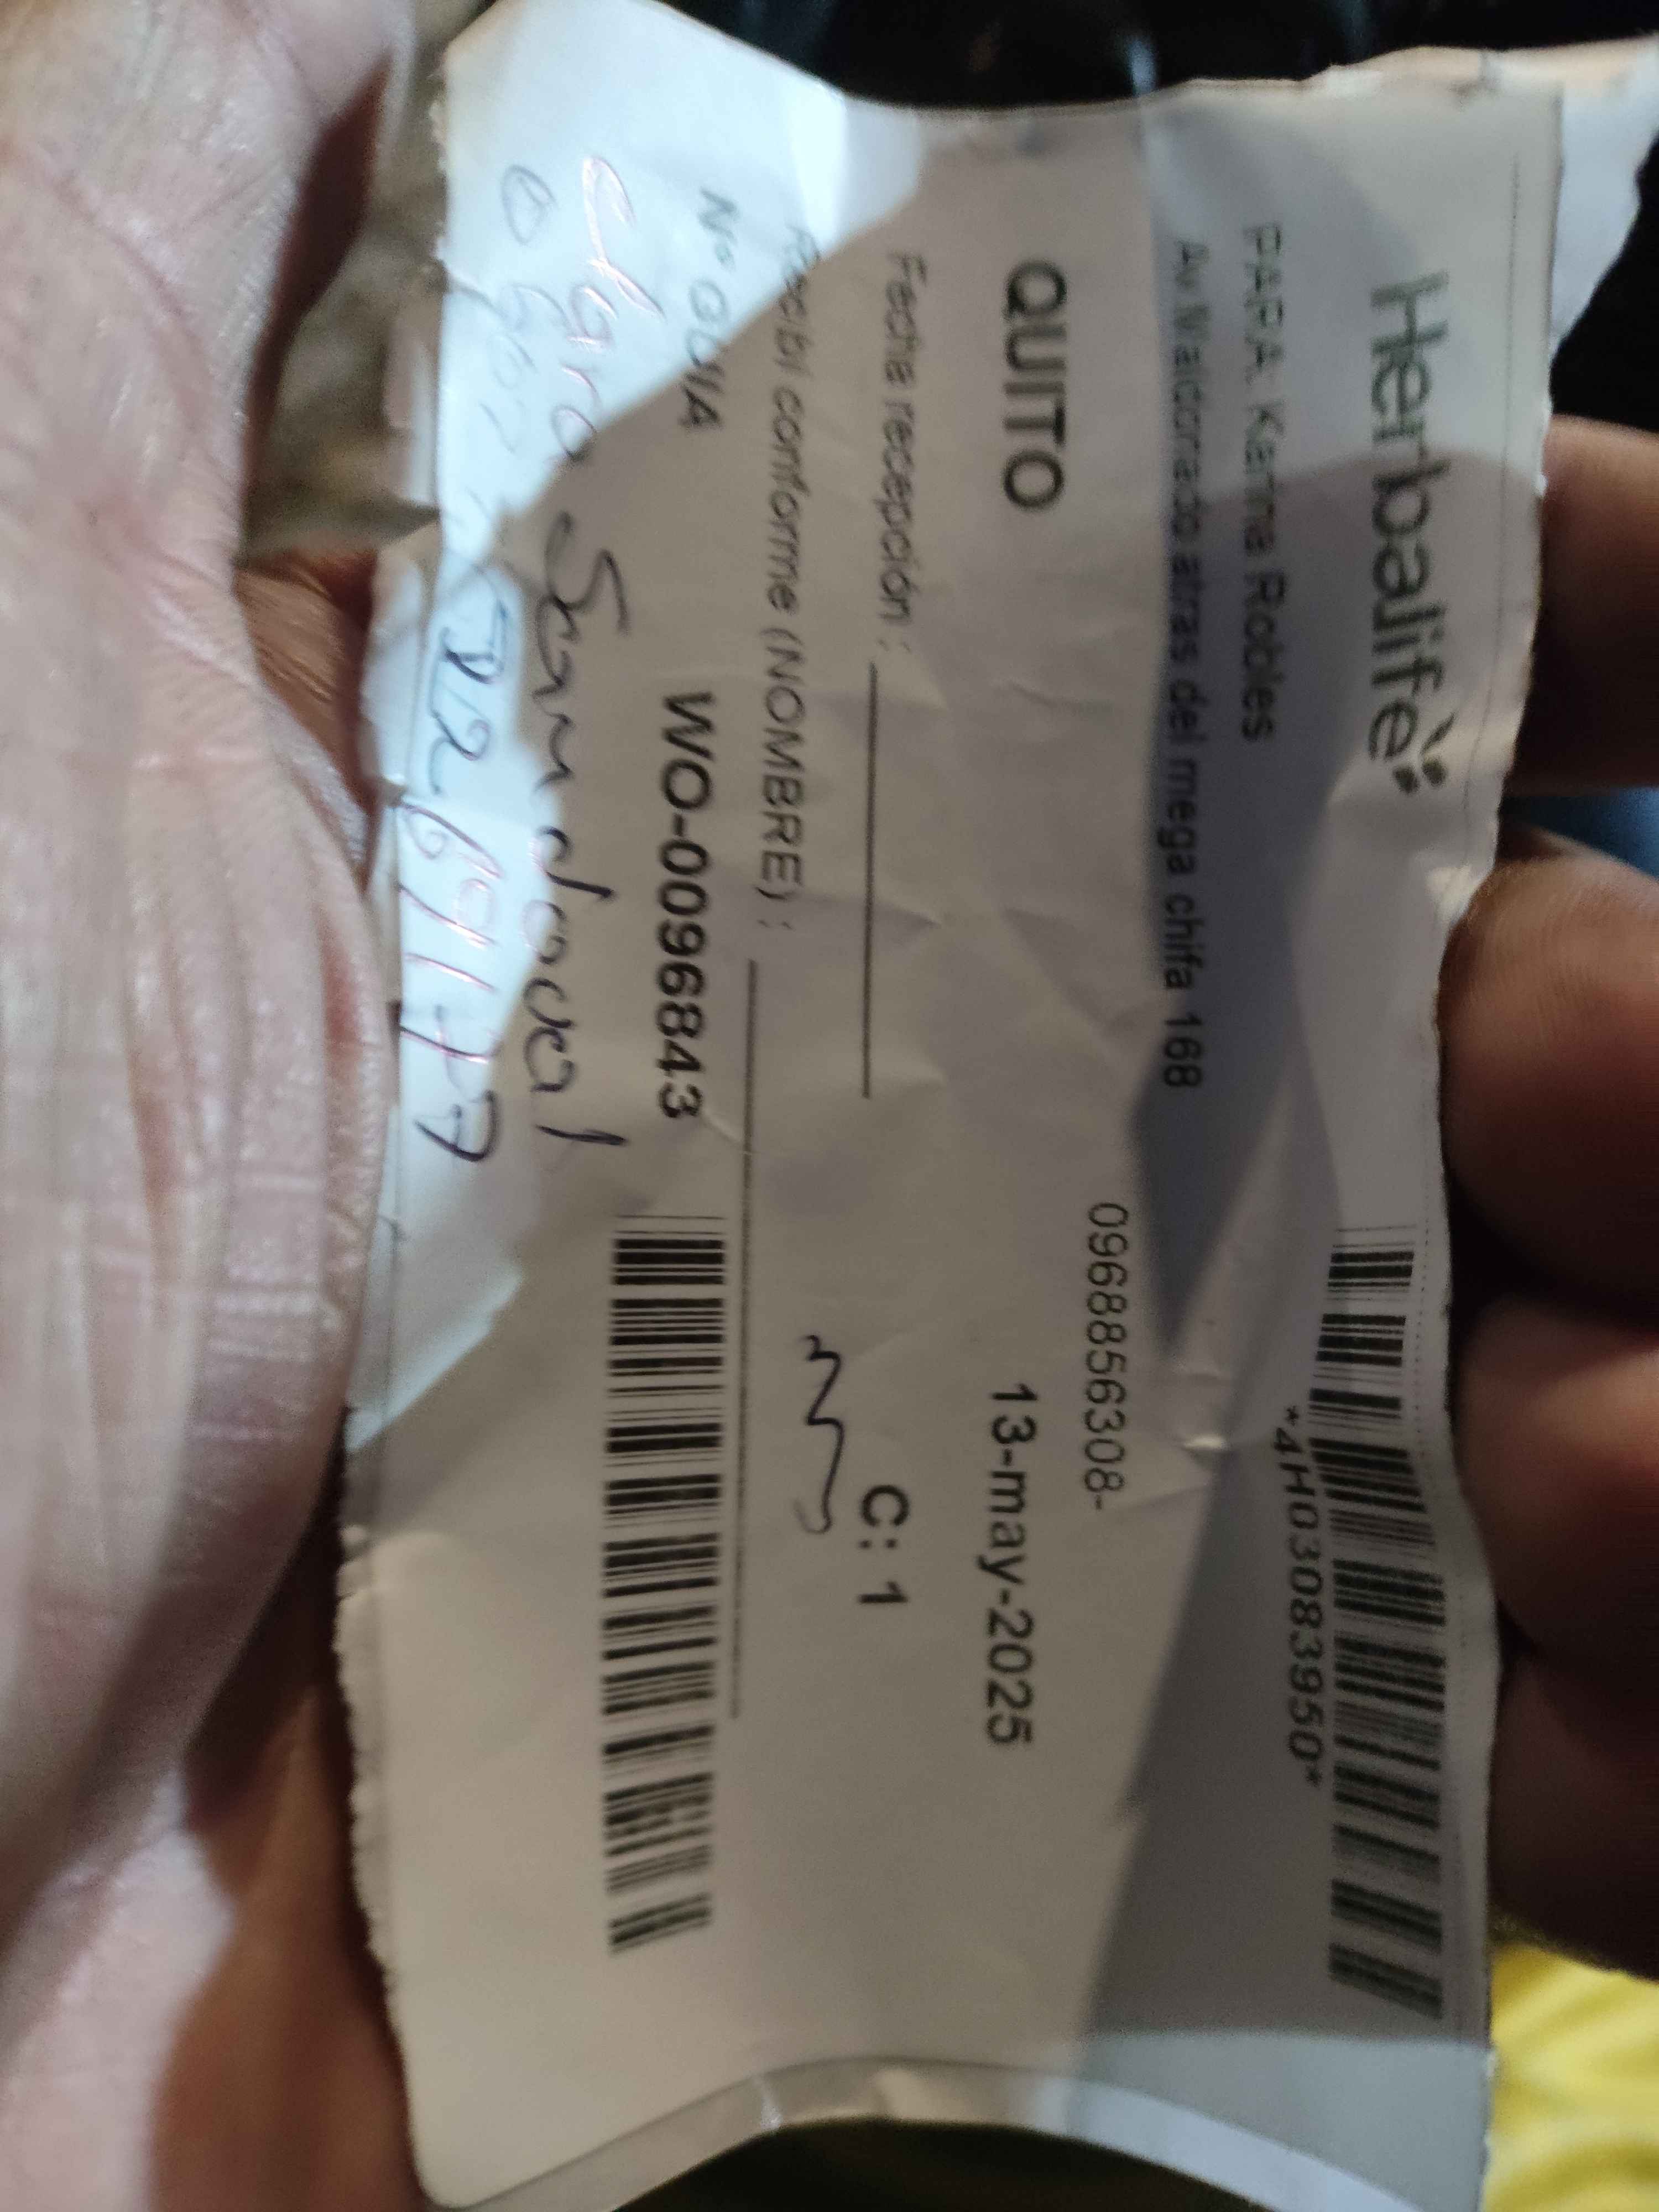 Herbalife
*4H03083950*
PARA: Karina Robles
Av Maldonado atras del mega chifa 168
0968856308-
QUITO
13-may-2025
Fecha recepción :
C: 1
Recibí conforme (NOMBRE) :
Nº GUIA
WO-0096843
Clara Sandoval